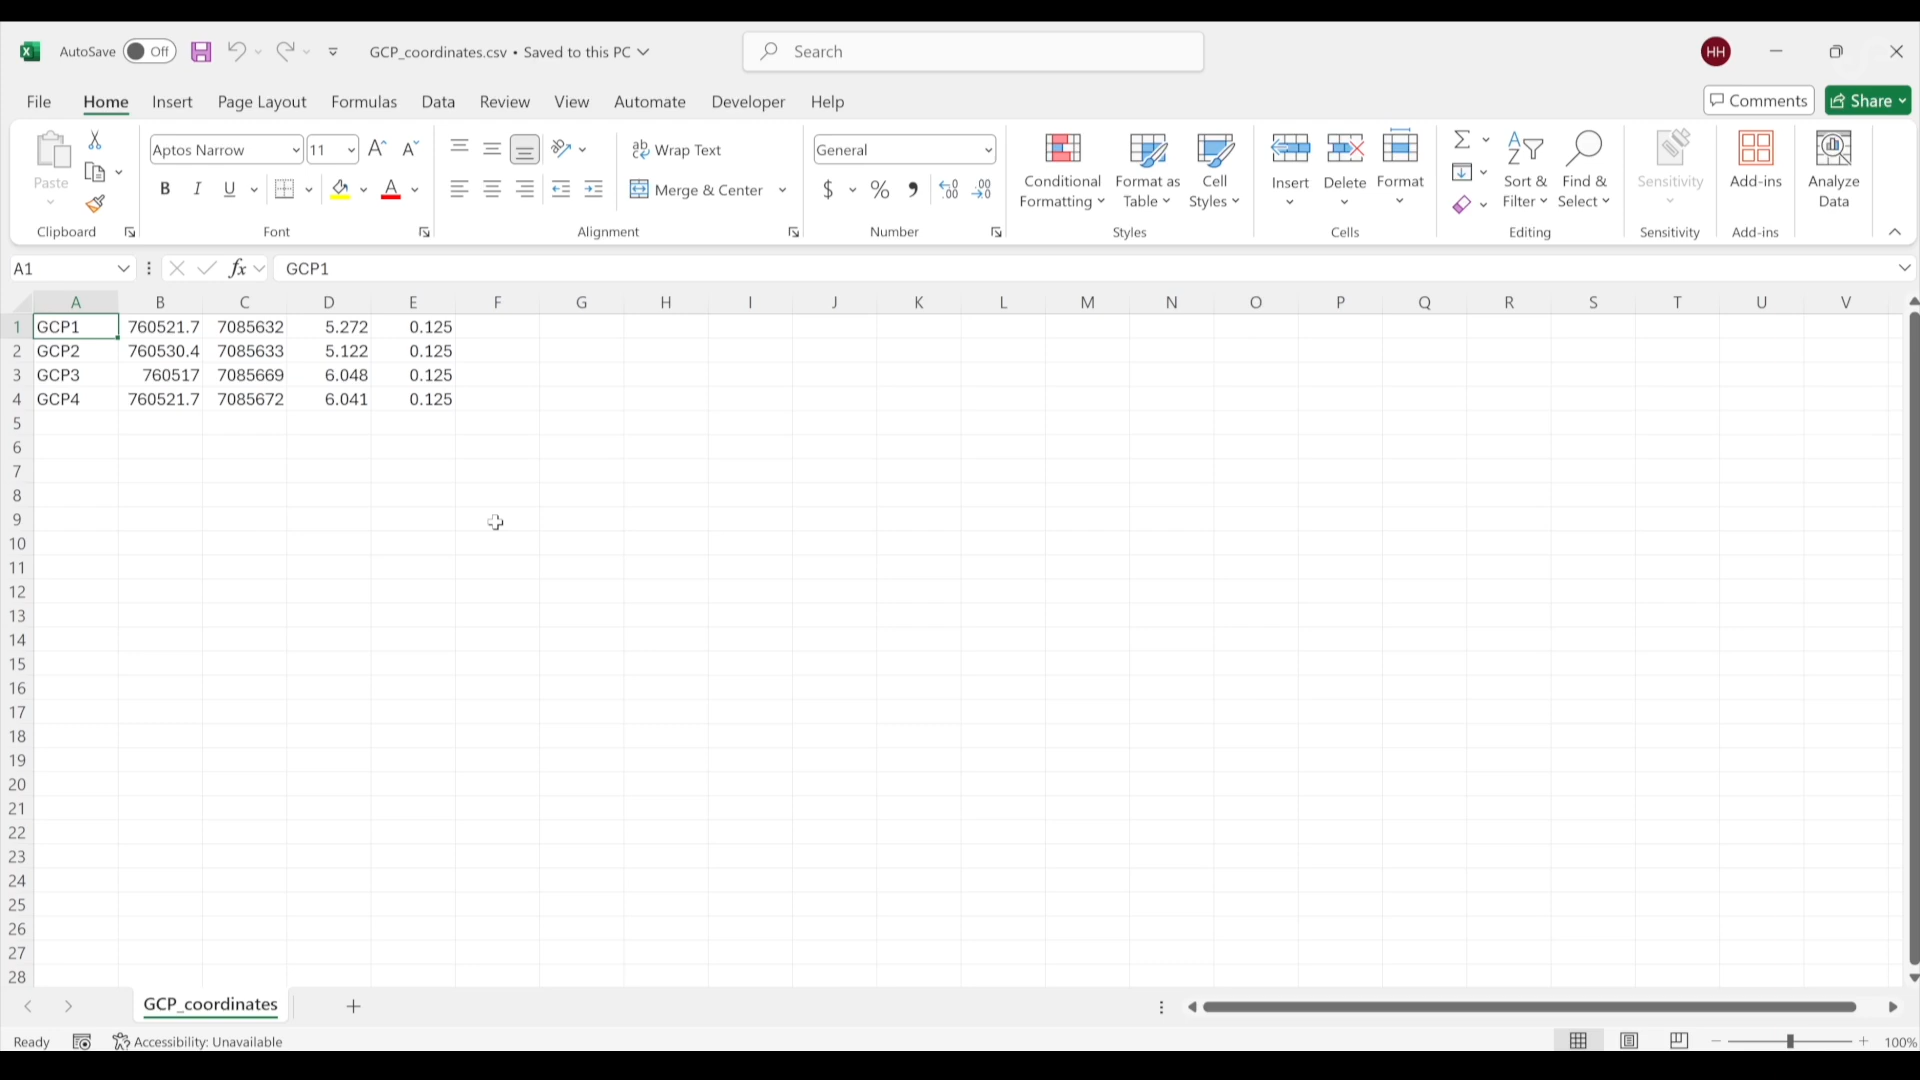 AutoSave Off GCP_coordinates.csv • Saved to this PC Search HH
File Home Insert Page Layout Formulas Data Review View Automate Developer Help Comments Share
Paste Aptos Narrow 11 Wrap Text General Conditional Formatting Format as Table Cell Styles Insert Delete Format Sort & Filter Find & Select Sensitivity Add-ins Analyze Data
B I U A Merge & Center $ %
Clipboard Font Alignment Number Styles Cells Editing Sensitivity Add-ins
A1 fx GCP1
A B C D E F G H I J K L M N O P Q R S T U V
1 GCP1 760521.7 7085632 5.272 0.125
2 GCP2 760530.4 7085633 5.122 0.125
3 GCP3 760517 7085669 6.048 0.125
4 GCP4 760521.7 7085672 6.041 0.125
5
6
7
8
9
10
11
12
13
14
15
16
17
18
19
20
21
22
23
24
25
26
27
28
GCP_coordinates
Ready Accessibility: Unavailable 100%